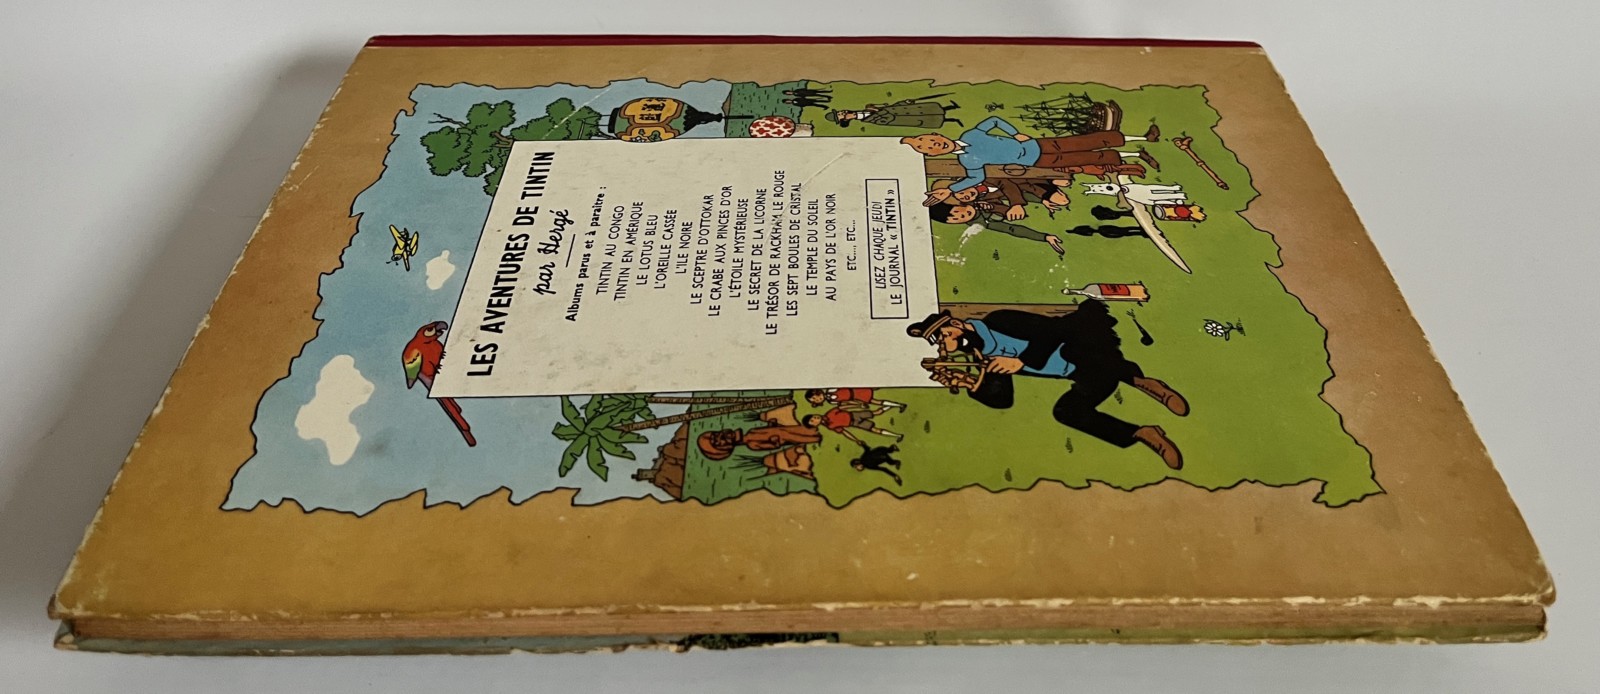 LES AVENTURES DE TINTIN
par Hergé
Albums parus et à paraître :
TINTIN AU CONGO
TINTIN EN AMÉRIQUE
LE LOTUS BLEU
L'OREILLE CASSÉE
L'ILE NOIRE
LE SCEPTRE D'OTTOKAR
LE CRABE AUX PINCES D'OR
L'ÉTOILE MYSTÉRIEUSE
LE SECRET DE LA LICORNE
LE TRÉSOR DE RACKHAM LE ROUGE
LES SEPT BOULES DE CRISTAL
LE TEMPLE DU SOLEIL
AU PAYS DE L'OR NOIR
ETC..., ETC...
LISEZ CHAQUE JEUDI
LE JOURNAL « TINTIN »